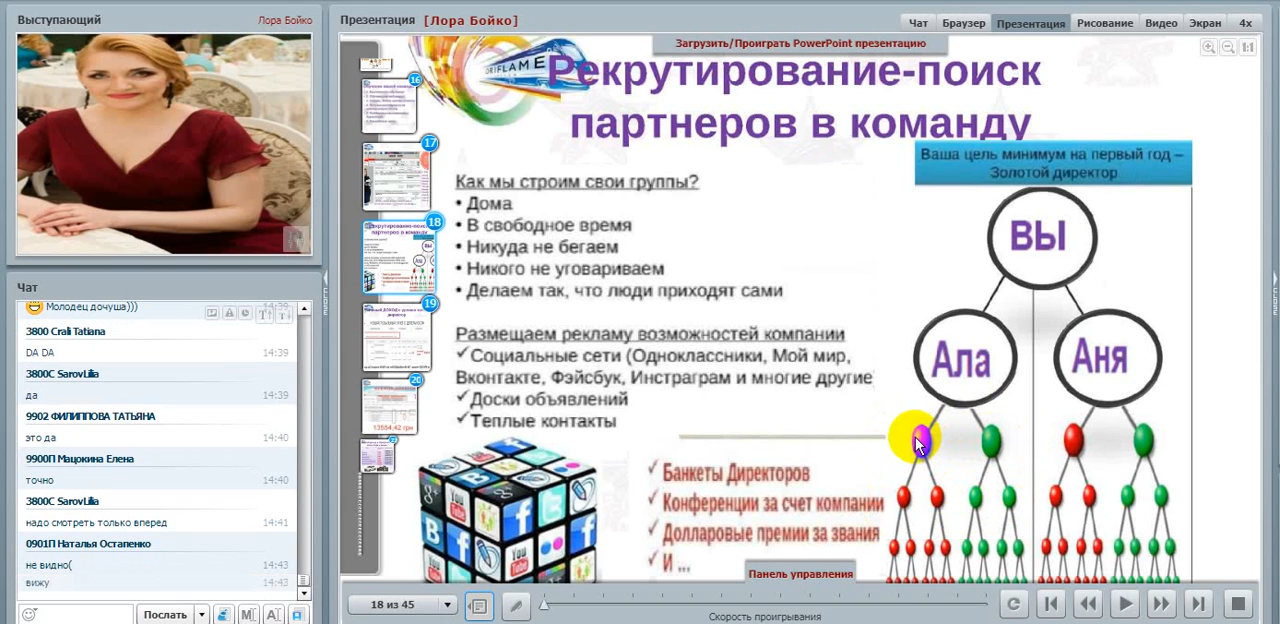 Выступающий
Лора Бойко
Чат
Молодец дочуша)))
14:39
3800 Crali Tatiana
DA DA
14:39
3800C SarovLilia
да
14:39
9902 ФИЛИППОВА ТАТЬЯНА
это да
14:40
9900П Мацокина Елена
точно
14:40
3800C SarovLilia
надо смотреть только вперед
14:41
0901П Наталья Остапенко
не видно(
14:43
вижу
14:43
Послать
Презентация [Лора Бойко]
Чат
Браузер
Презентация
Рисование
Видео
Экран
4x
Загрузить/Проиграть PowerPoint презентацию
1:1
16
17
18
19
20
13554,42 грн
ORIFLAME
Рекрутирование-поиск
партнеров в команду
Ваша цель минимум на первый год –
Золотой директор
Как мы строим свои группы?
• Дома
• В свободное время
• Никуда не бегаем
• Никого не уговариваем
• Делаем так, что люди приходят сами
Размещаем рекламу возможностей компании
✓Социальные сети (Одноклассники, Мой мир,
Вконтакте, Фэйсбук, Инстраграм и многие другие
✓Доски объявлений
✓Теплые контакты
ВЫ
Ала
Аня
✓ Банкеты Директоров
✓ Конференции за счет компании
✓ Долларовые премии за звания
✓ И ...
Панель управления
18 из 45
Скорость проигрывания